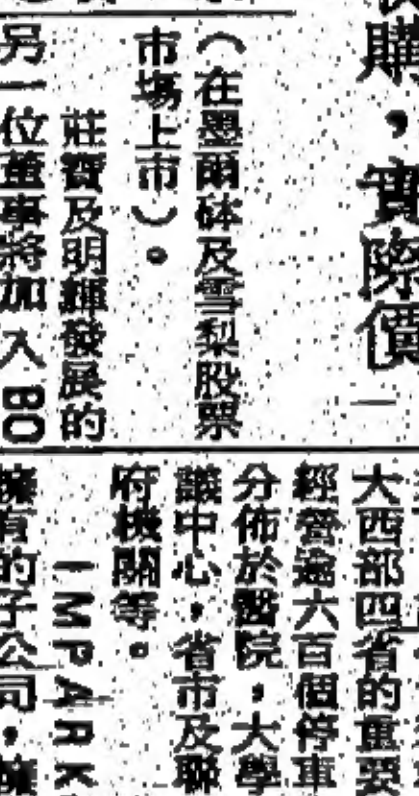 購，實際價
（在墨爾砵及雪梨股票
市場上市）。
莊賀及明輝發展的
另一位董事將加入BO
大西部四省的重要
經營逾六百個停車
分佈於醫院，大學
議中心，省市及聯
府機關等。
IMPARK
擁有的子公司，擁